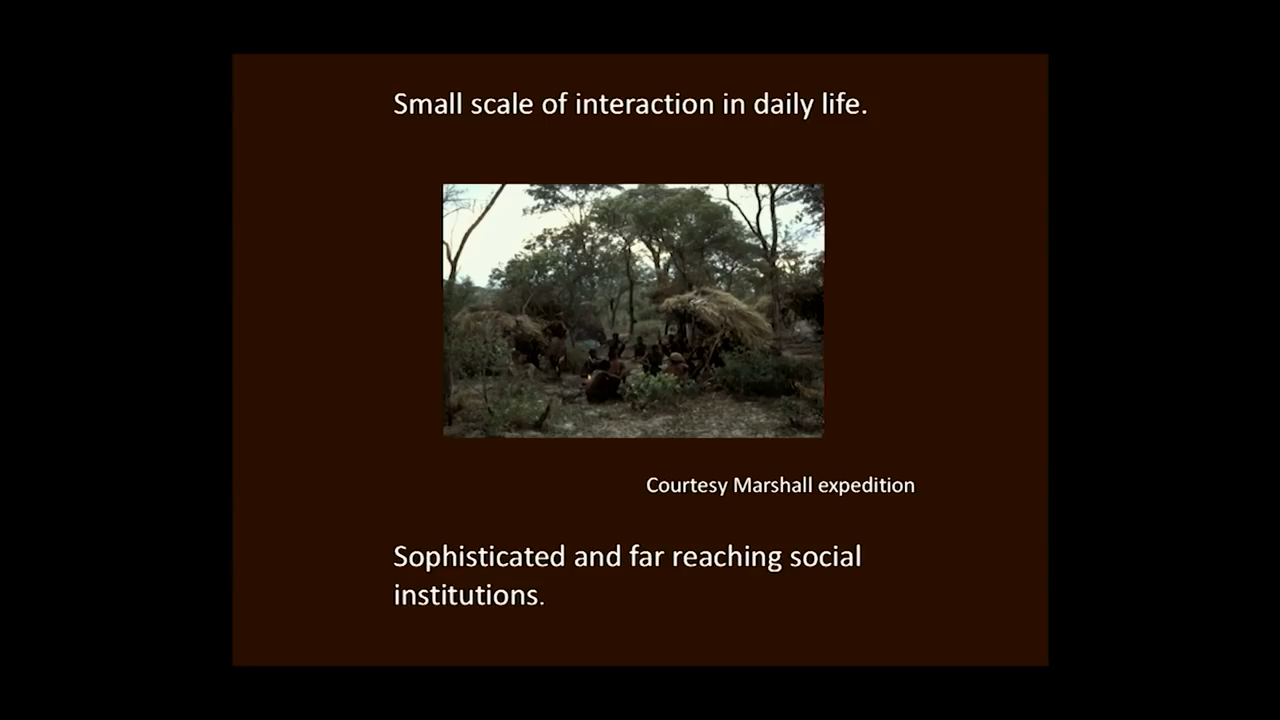 Small scale of interaction in daily life.
Courtesy Marshall expedition
Sophisticated and far reaching social
institutions.